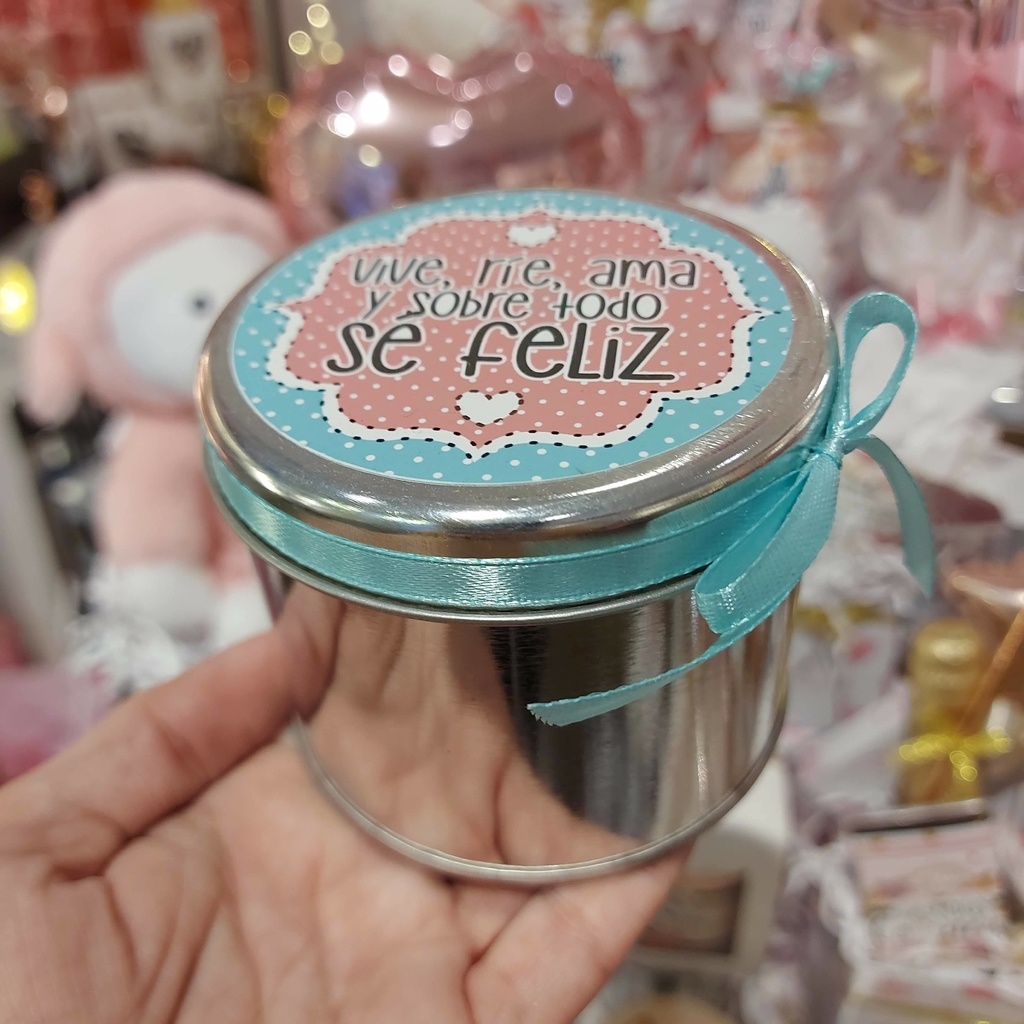 vive, ríe, ama
y sobre todo
SÉ feLiZ